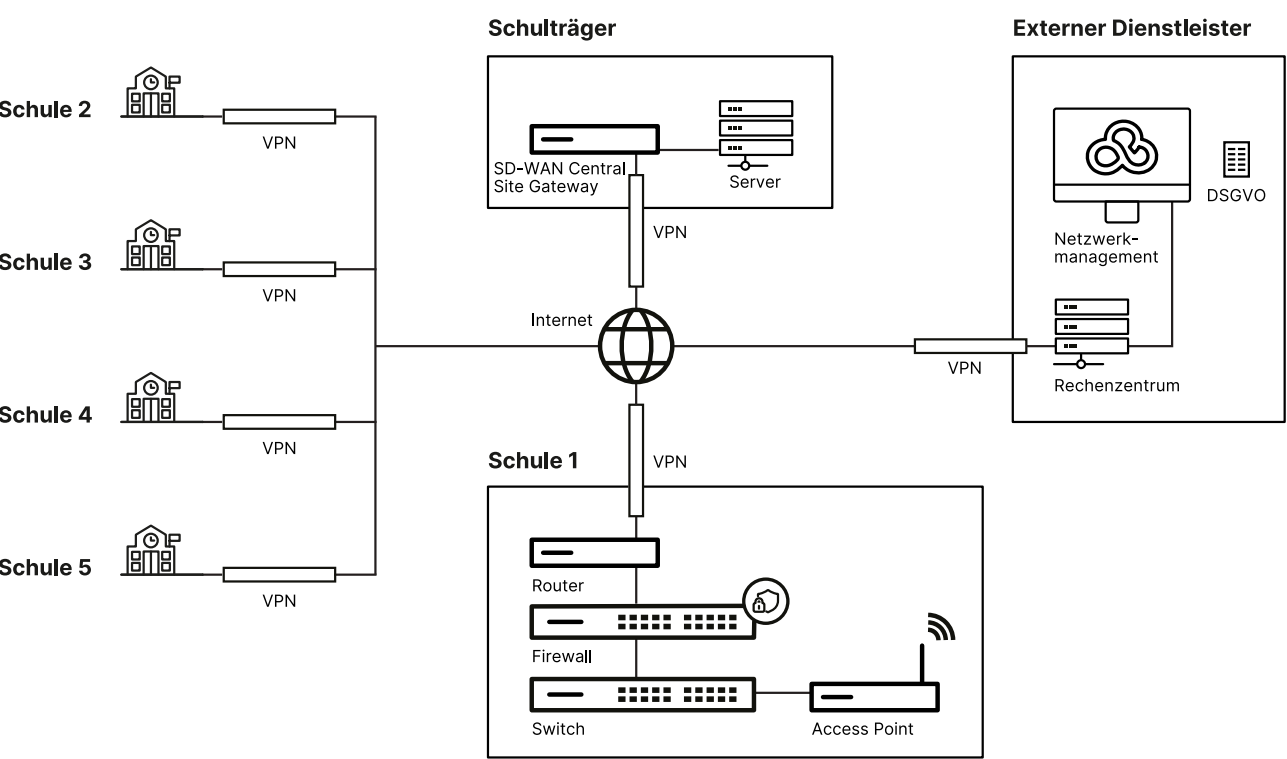 Schulträger
Externer Dienstleister
Schule 2
VPN
SD-WAN Central
Site Gateway
Server
VPN
DSGVO
Netzwerk-
management
Schule 3
VPN
Internet
VPN
Rechenzentrum
Schule 4
VPN
Schule 1
VPN
Router
Firewall
Switch
Access Point
Schule 5
VPN